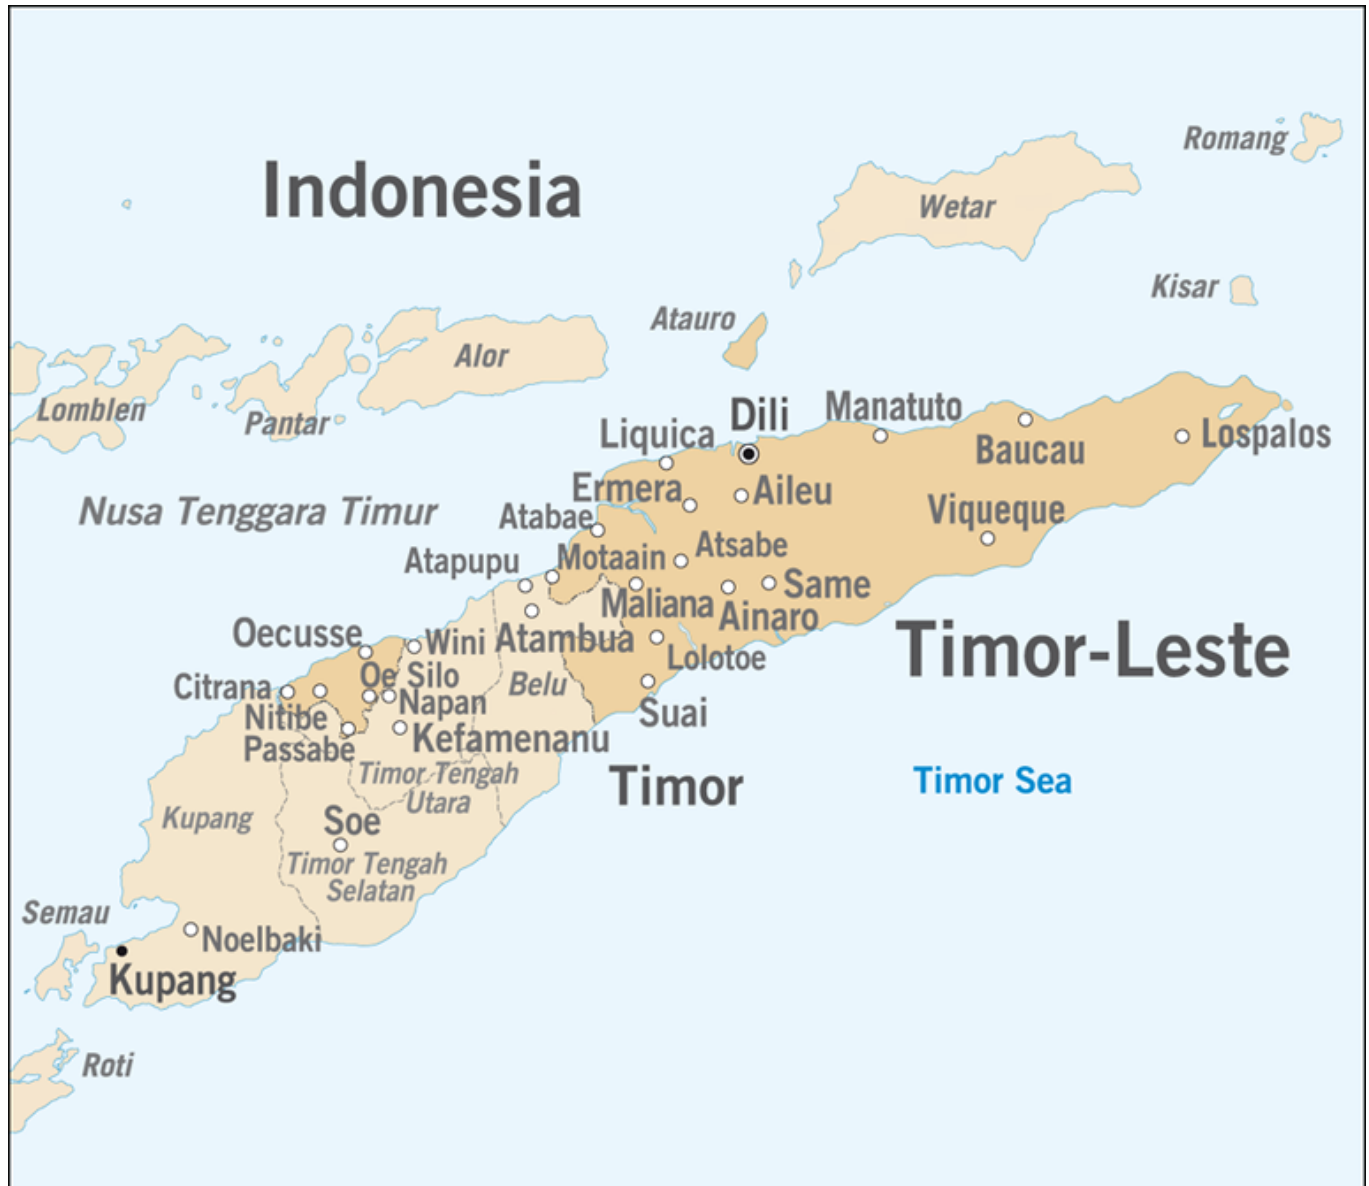 Romang
Indonesia
Wetar
Kisar
Atauro
Alor
Lomblen
Pantar
Dili
Manatuto
Liquica
Baucau
Lospalos
Nusa Tenggara Timur
Ermera
Aileu
Atabae
Viqueque
Atapupu
Motaain
Atsabe
Same
Maliana
Ainaro
Oecusse
Wini
Atambua
Timor-Leste
Lolotoe
Citrana
Oe Silo
Belu
Nitibe
Napan
Suai
Passabe
Kefamenanu
Timor Tengah
Utara
Timor
Timor Sea
Kupang
Soe
Timor Tengah
Selatan
Semau
Noelbaki
Kupang
Roti